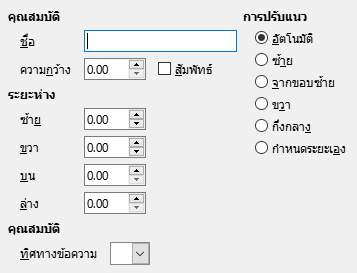 คุณสมบัติ
ชื่อ
ความกว้าง 0.00 สัมพัทธ์
ระยะห่าง
ซ้าย 0.00
ขวา 0.00
บน 0.00
ล่าง 0.00
คุณสมบัติ
ทิศทางข้อความ
การปรับแนว
อัตโนมัติ
ซ้าย
จากขอบซ้าย
ขวา
กึ่งกลาง
กำหนดระยะเอง